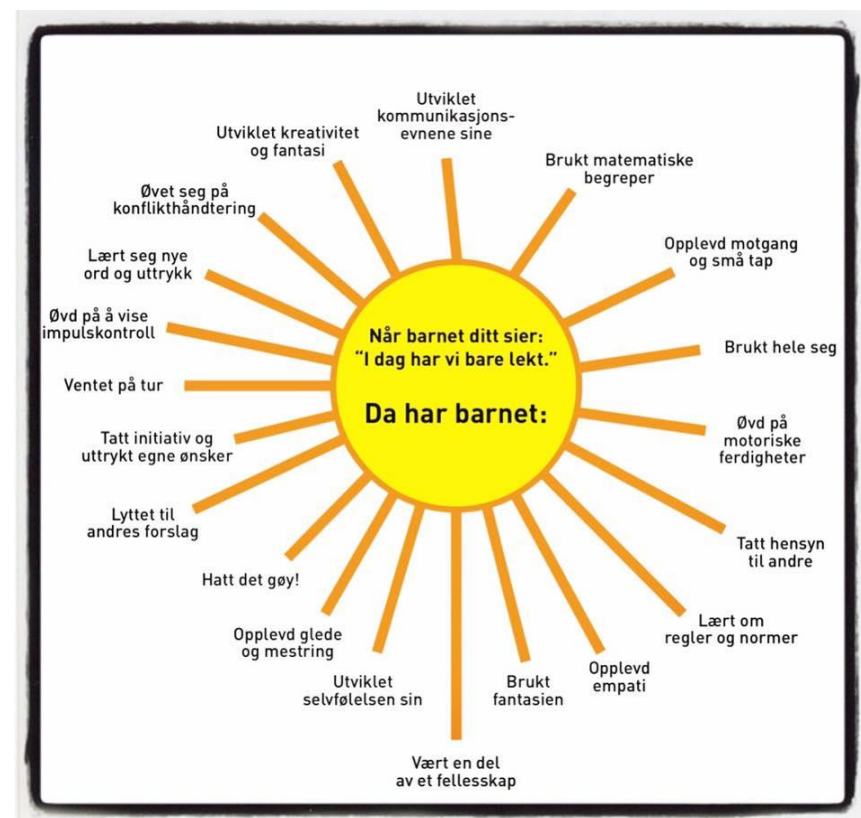 Når barnet ditt sier:
"I dag har vi bare lekt."
Da har barnet:
Utviklet
kommunikasjons-
evnene sine
Brukt matematiske
begreper
Opplevd motgang
og små tap
Brukt hele seg
Øvd på
motoriske
ferdigheter
Tatt hensyn
til andre
Lært om
regler og normer
Opplevd
empati
Brukt
fantasien
Vært en del
av et fellesskap
Utviklet
selvfølelsen sin
Opplevd glede
og mestring
Hatt det gøy!
Lyttet til
andres forslag
Tatt initiativ og
uttrykt egne ønsker
Ventet på tur
Øvd på å vise
impulskontroll
Lært seg nye
ord og uttrykk
Øvet seg på
konflikthåndtering
Utviklet kreativitet
og fantasi